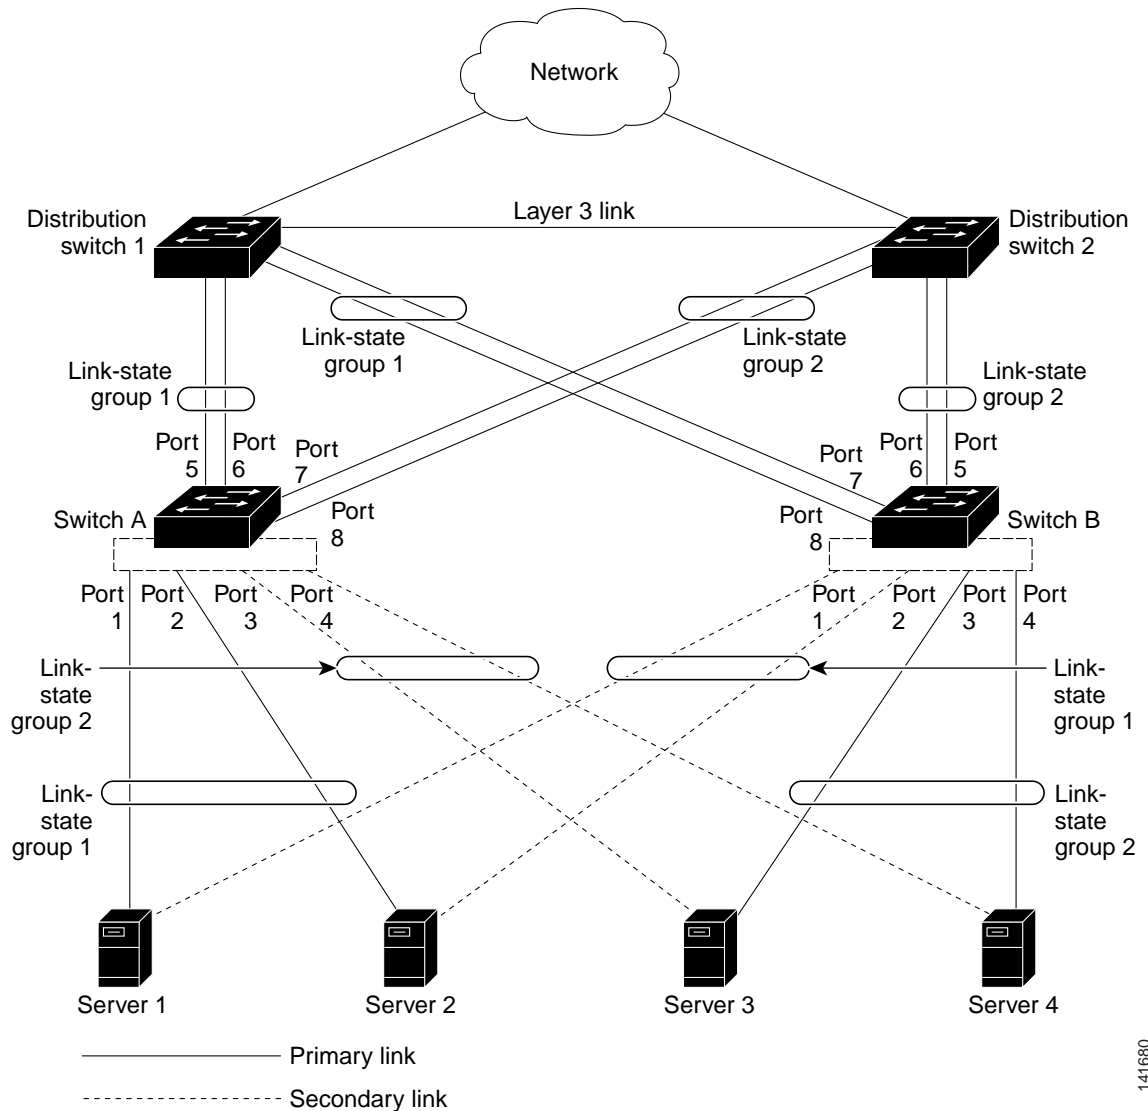 Network
Layer 3 link
Distribution
switch 1
Distribution
switch 2
Link-state
group 1
Link-state
group 2
Link-state
group 1
Link-state
group 2
Port
5
Port
6
Port
7
Port
8
Port
7
Port
6
Port
5
Port
8
Switch A
Switch B
Port
1
Port
2
Port
3
Port
4
Port
1
Port
2
Port
3
Port
4
Link-
state
group 2
Link-
state
group 1
Link-
state
group 1
Link-
state
group 2
Server 1
Server 2
Server 3
Server 4
Primary link
Secondary link
141680